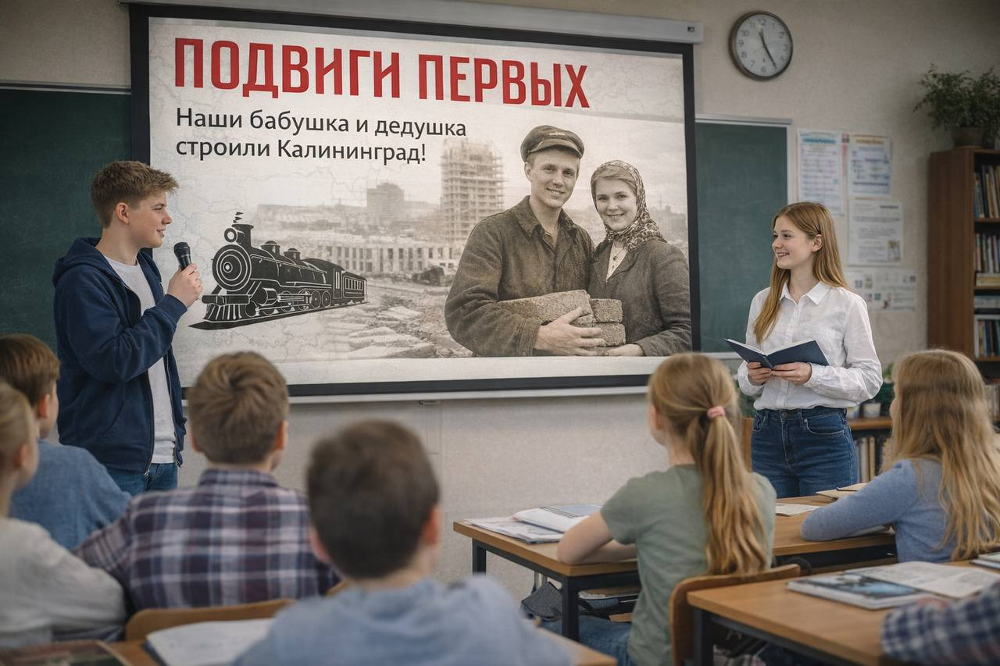 ПОДВИГИ ПЕРВЫХ
Наши бабушка и дедушка
строили Калининград!